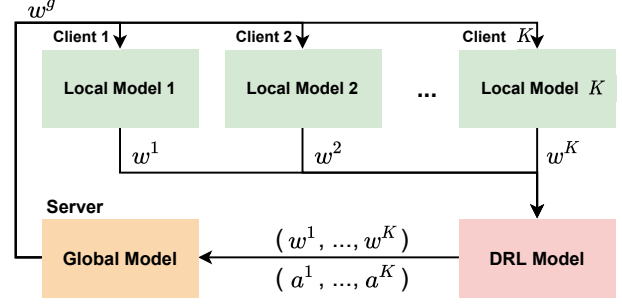 w^g
Client 1 Client 2 Client K
Local Model 1 Local Model 2 ... Local Model K
w^1 w^2 w^K
Server
Global Model ( w^1, ..., w^K ) DRL Model
( a^1, ..., a^K )